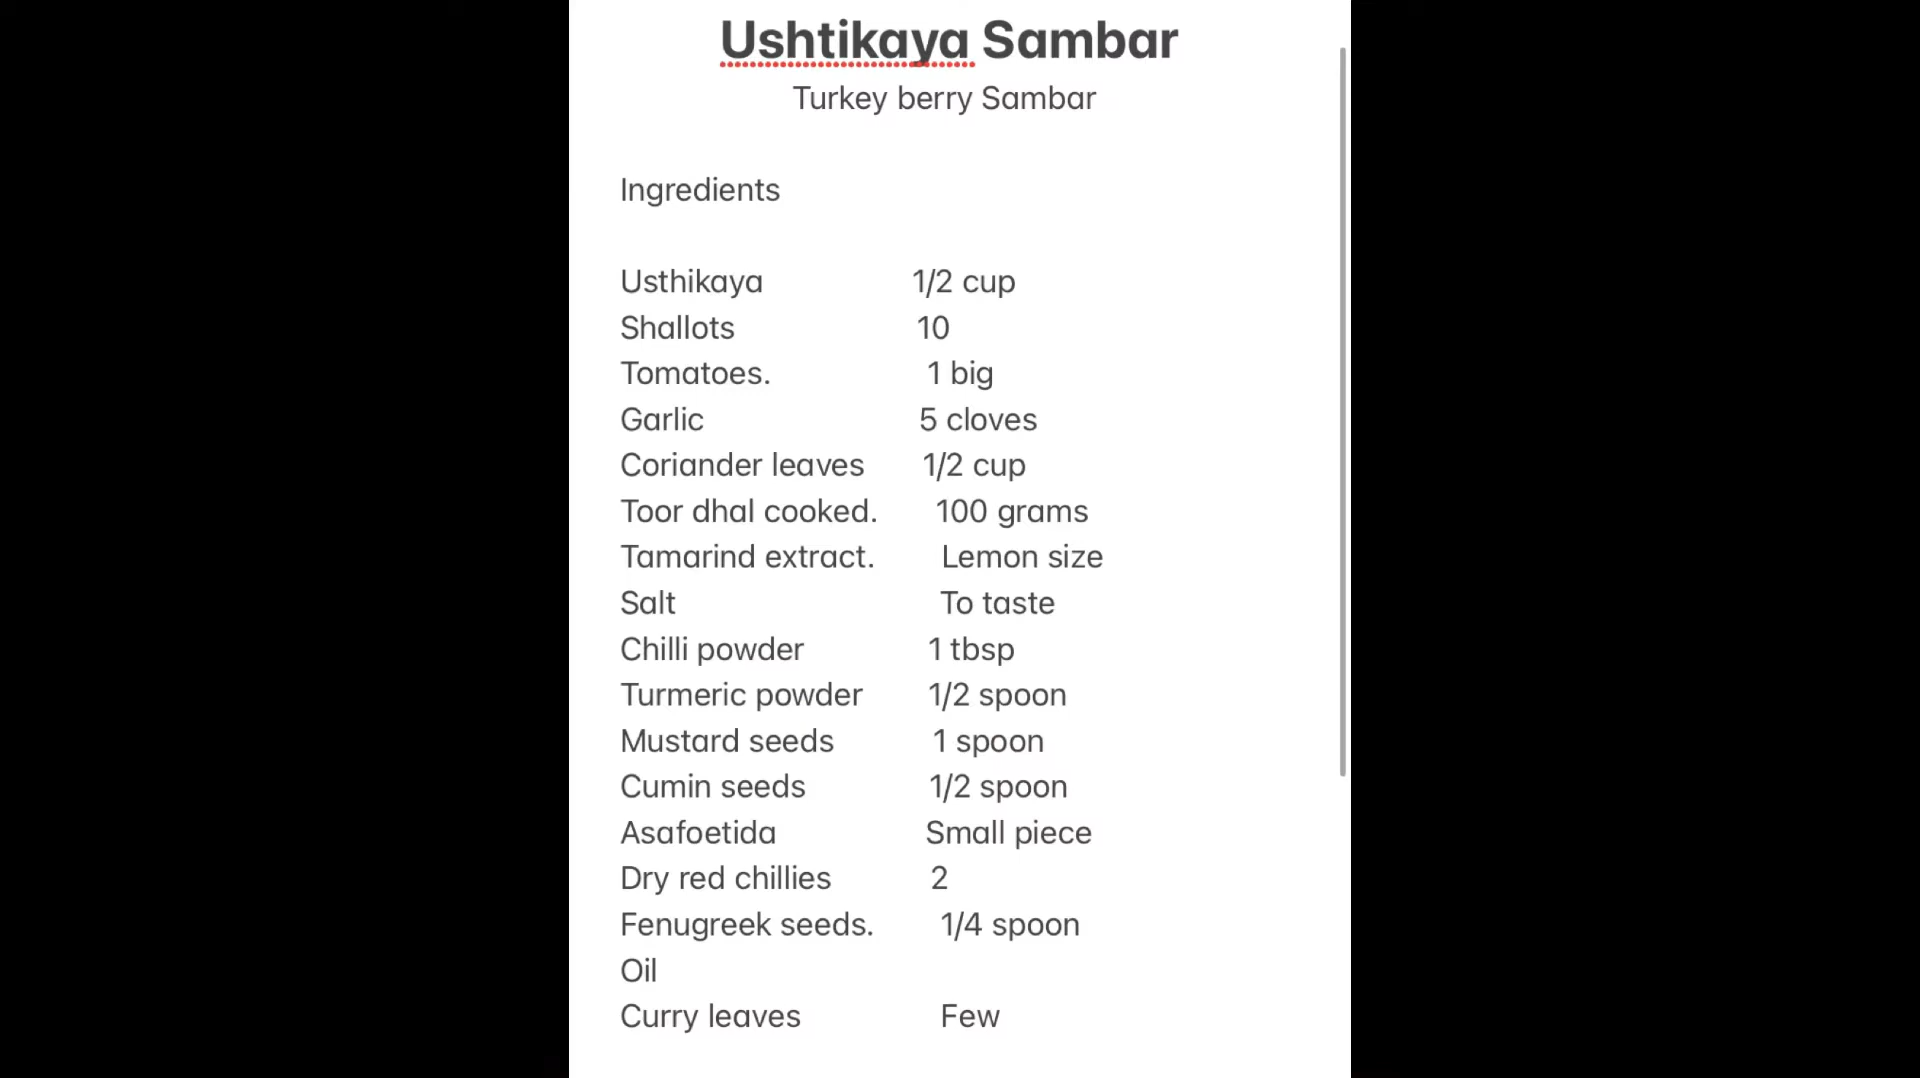 Ushtikaya Sambar
Turkey berry Sambar
Ingredients
Usthikaya 1/2 cup
Shallots 10
Tomatoes. 1 big
Garlic 5 cloves
Coriander leaves 1/2 cup
Toor dhal cooked. 100 grams
Tamarind extract. Lemon size
Salt To taste
Chilli powder 1 tbsp
Turmeric powder 1/2 spoon
Mustard seeds 1 spoon
Cumin seeds 1/2 spoon
Asafoetida Small piece
Dry red chillies 2
Fenugreek seeds. 1/4 spoon
Oil
Curry leaves Few